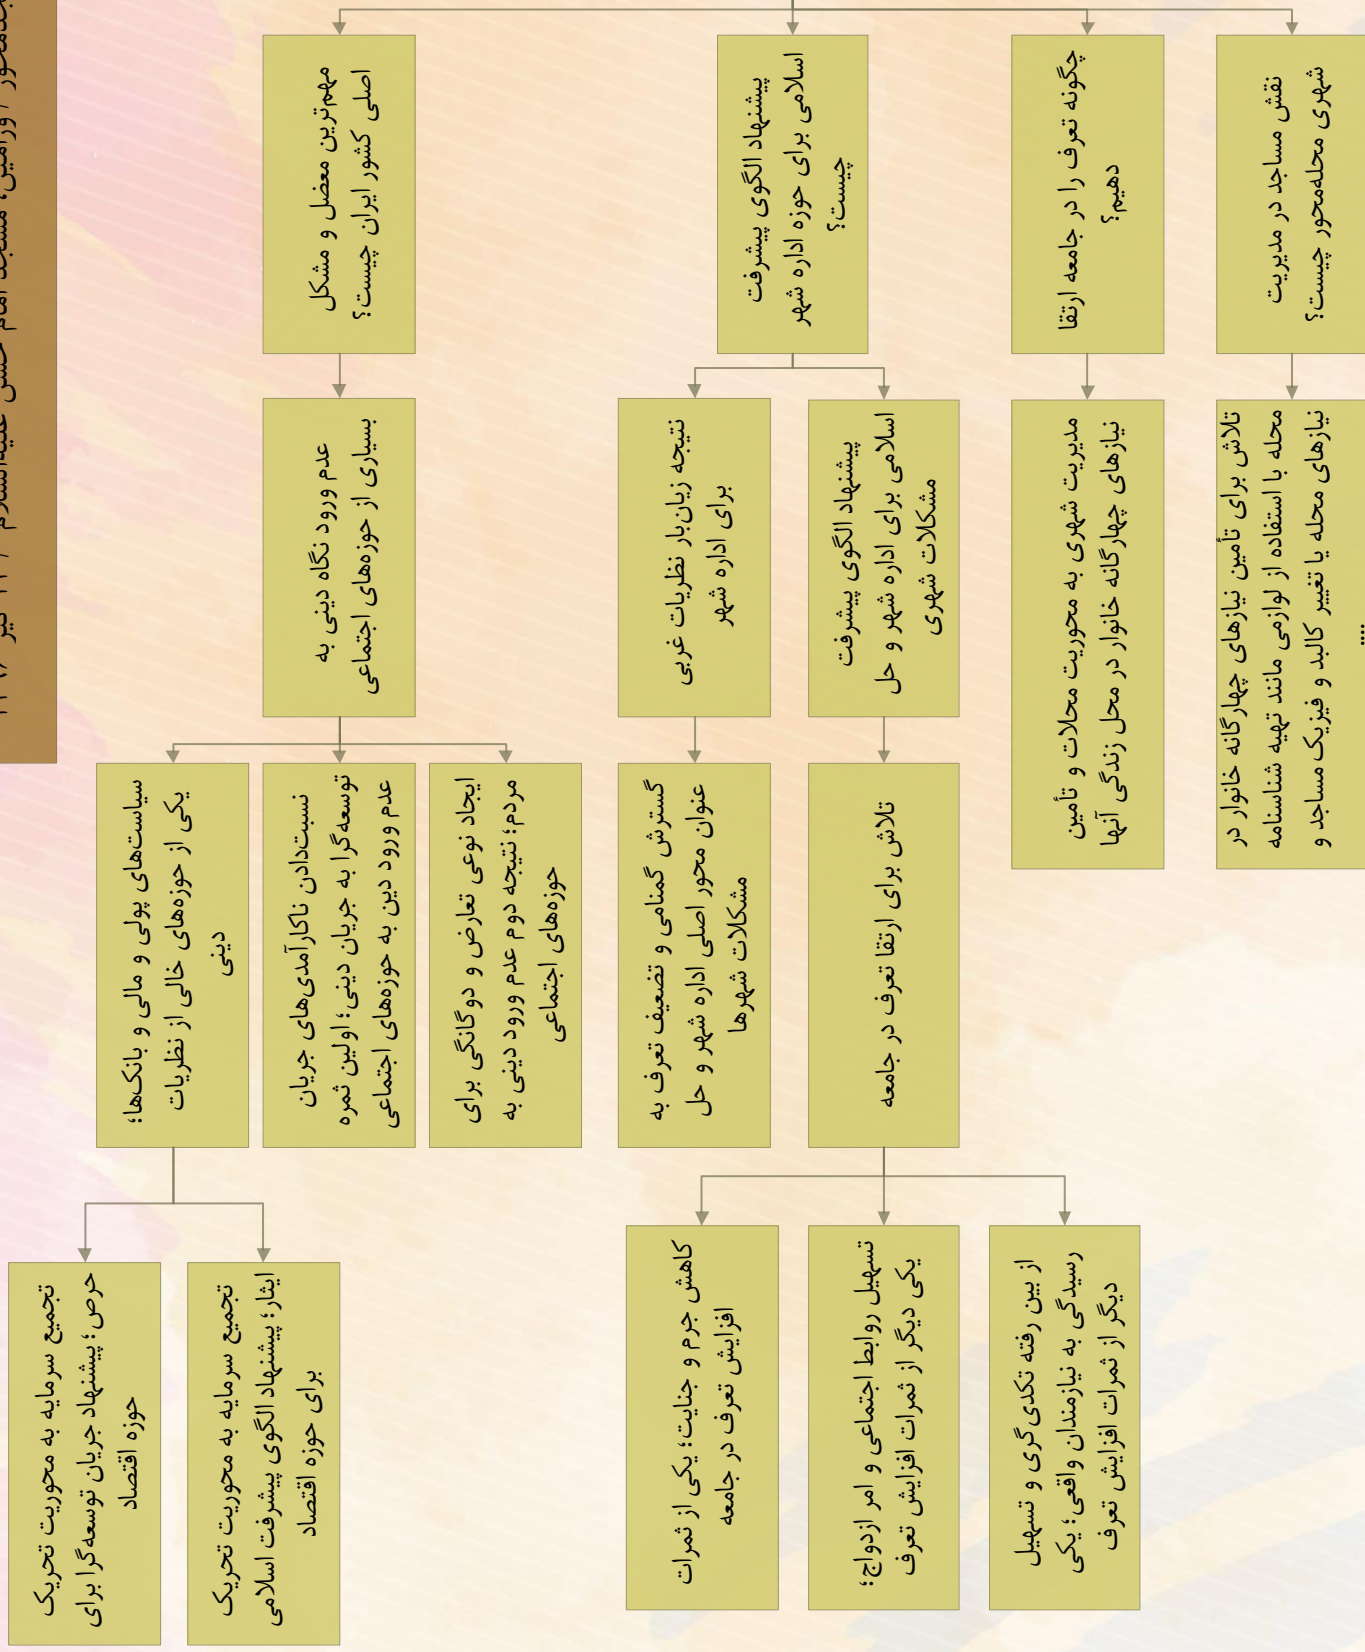 مهم‌ترین معضل و مشکل
اصلی کشور ایران چیست؟
عدم ورود نگاه دینی به
بسیاری از حوزه‌های اجتماعی
سیاست‌های پولی و مالی و بانک‌ها؛
یکی از حوزه‌های خالی از نظریات
دینی
تجمیع سرمایه به محوریت تحریک
حرص؛ پیشنهاد جریان توسعه‌گرا برای
حوزه اقتصاد
تجمیع سرمایه به محوریت تحریک
ایثار؛ پیشنهاد الگوی پیشرفت اسلامی
برای حوزه اقتصاد
نسبت‌دادن ناکارآمدی‌های جریان
توسعه‌گرا به جریان دینی؛ اولین ثمره
عدم ورود دین به حوزه‌های اجتماعی
ایجاد نوعی تعارض و دوگانگی برای
مردم؛ نتیجه دوم عدم ورود دینی به
حوزه‌های اجتماعی
پیشنهاد الگوی پیشرفت
اسلامی برای حوزه اداره شهر
چیست؟
نتیجه زیان‌بار نظریات غربی
برای اداره شهر
گسترش گمنامی و تضعیف تعرف به
عنوان محور اصلی اداره شهر و حل
مشکلات شهرها
پیشنهاد الگوی پیشرفت
اسلامی برای اداره شهر و حل
مشکلات شهری
تلاش برای ارتقا تعرف در جامعه
کاهش جرم و جنایت؛ یکی از ثمرات
افزایش تعرف در جامعه
تسهیل روابط اجتماعی و امر ازدواج؛
یکی دیگر از ثمرات افزایش تعرف
از بین رفته تکدی گری و تسهیل
رسیدگی به نیازمندان واقعی؛ یکی
دیگر از ثمرات افزایش تعرف
چگونه تعرف را در جامعه ارتقا
دهیم؟
مدیریت شهری به محوریت محلات و تأمین
نیازهای چهارگانه خانوار در محل زندگی آنها
نقش مساجد در مدیریت
شهری محله‌محور چیست؟
تلاش برای تأمین نیازهای چهارگانه خانوار در
محله با استفاده از لوازمی مانند تهیه شناسنامه
نیازهای محله یا تغییر کالبد و فیزیک مساجد و
....